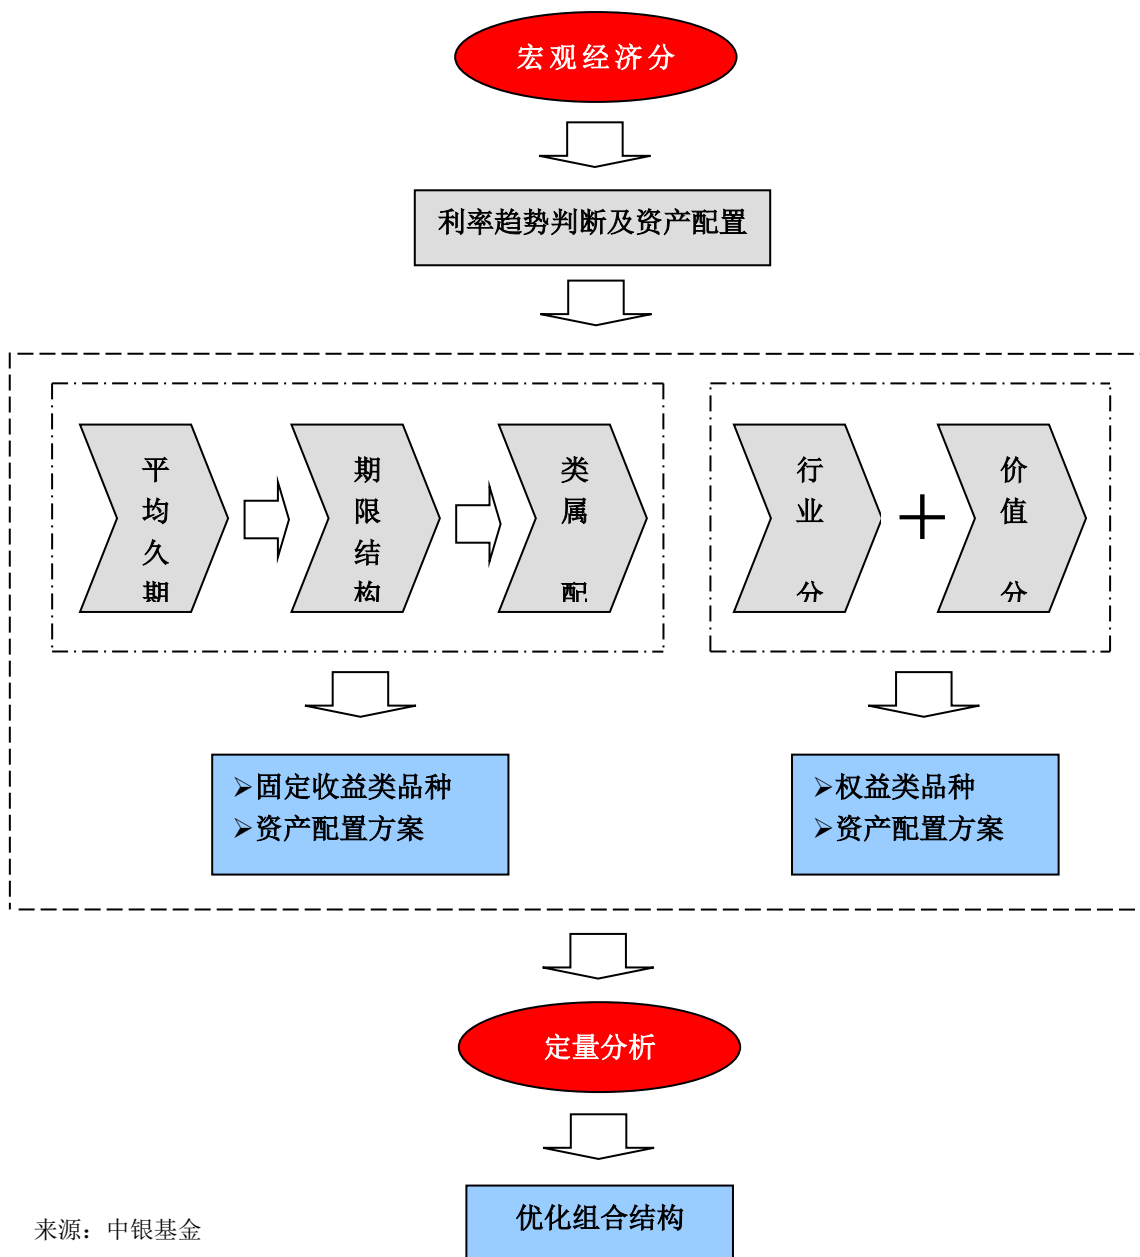 宏观经济分
利率趋势判断及资产配置
平均久期
期限结构
类属配
行业分
价值分
➢固定收益类品种
➢资产配置方案
➢权益类品种
➢资产配置方案
定量分析
优化组合结构
来源：中银基金